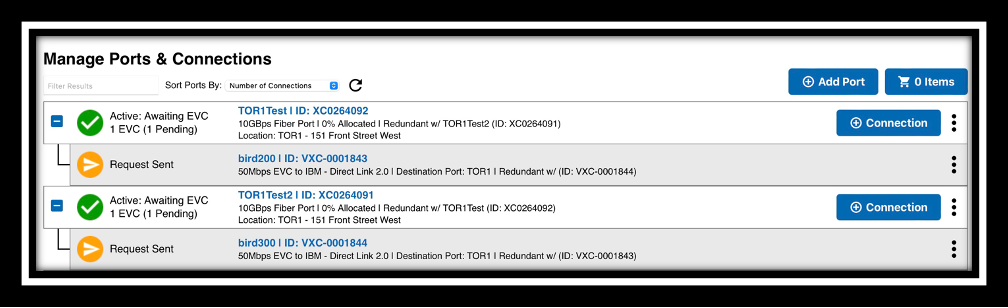 Manage Ports & Connections
Filter Results
Sort Ports By: Number of Connections
Add Port
0 Items
Active: Awaiting EVC
1 EVC (1 Pending)
TOR1Test | ID: XC0264092
10GBps Fiber Port | 0% Allocated | Redundant w/ TOR1Test2 (ID: XC0264091)
Location: TOR1 - 151 Front Street West
Connection
Request Sent
bird200 | ID: VXC-0001843
50Mbps EVC to IBM - Direct Link 2.0 | Destination Port: TOR1 | Redundant w/ (ID: VXC-0001844)
Active: Awaiting EVC
1 EVC (1 Pending)
TOR1Test2 | ID: XC0264091
10GBps Fiber Port | 0% Allocated | Redundant w/ TOR1Test (ID: XC0264092)
Location: TOR1 - 151 Front Street West
Connection
Request Sent
bird300 | ID: VXC-0001844
50Mbps EVC to IBM - Direct Link 2.0 | Destination Port: TOR1 | Redundant w/ (ID: VXC-0001843)